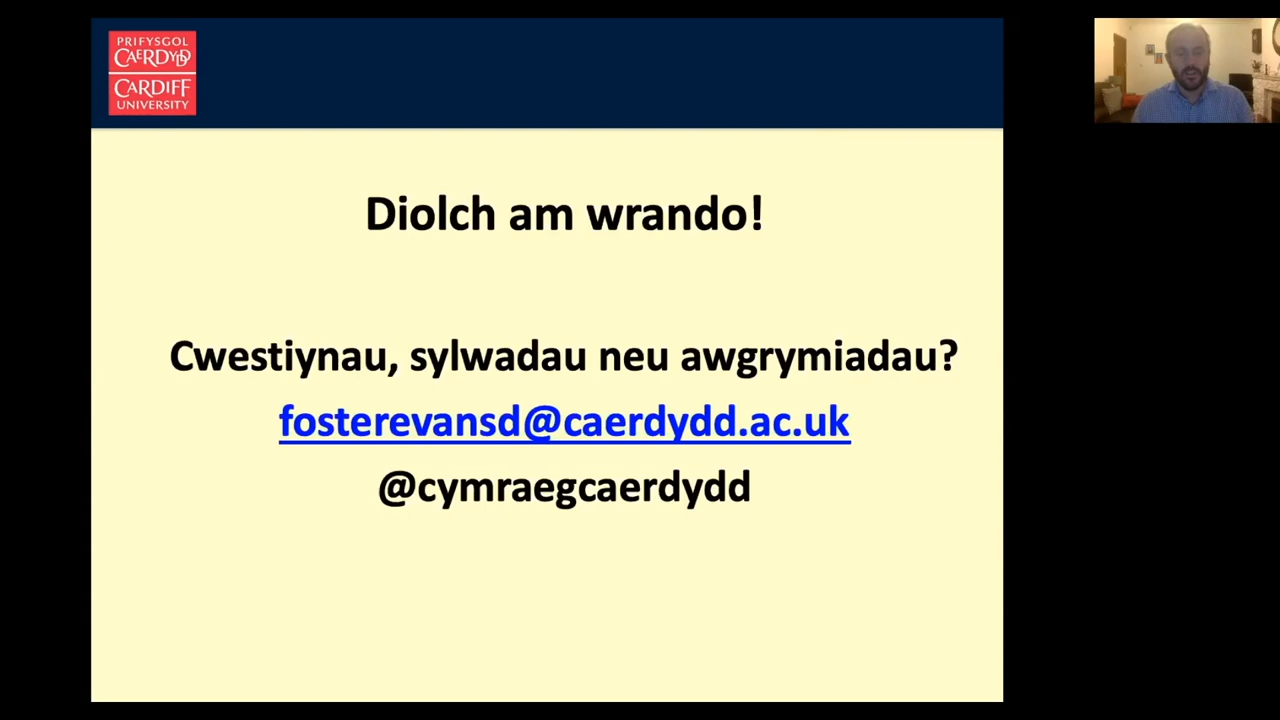 PRIFYSGOL
CAERDYDD
CARDIFF
UNIVERSITY
Diolch am wrando!
Cwestiynau, sylwadau neu awgrymiadau?
fosterevansd@caerdydd.ac.uk
@cymraegcaerdydd